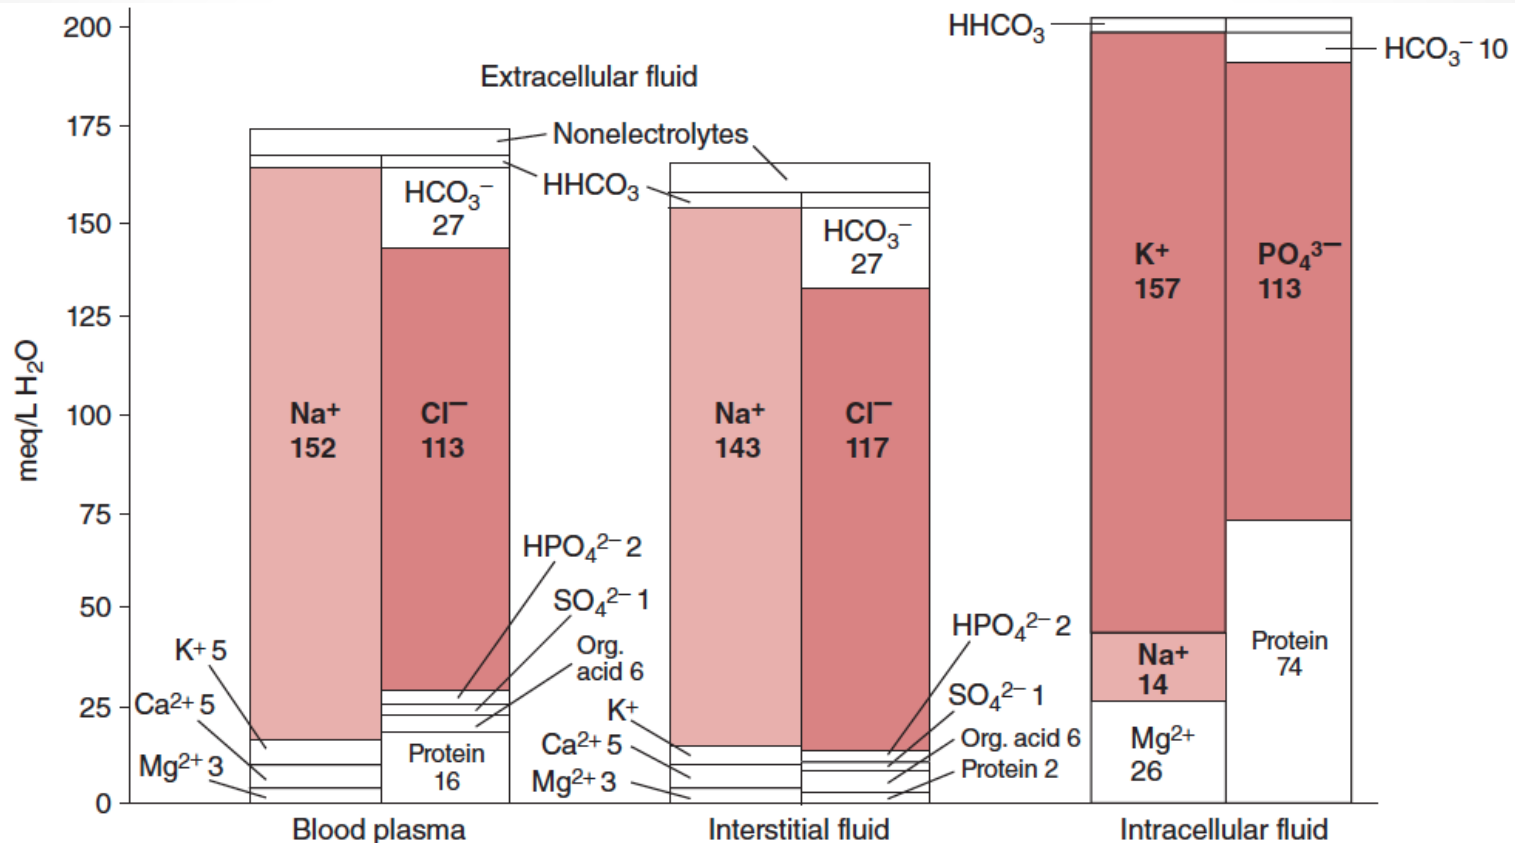 meq/L H₂O
200
175
150
125
100
75
50
25
0
Extracellular fluid
Nonelectrolytes
HHCO₃
HCO₃⁻
27
Na⁺
152
Cl⁻
113
HPO₄²⁻ 2
SO₄²⁻ 1
Org.
acid 6
K⁺ 5
Ca²⁺ 5
Mg²⁺ 3
Protein
16
Blood plasma
HCO₃⁻
27
Na⁺
143
Cl⁻
117
HPO₄²⁻ 2
SO₄²⁻ 1
Org. acid 6
Protein 2
K⁺
Ca²⁺ 5
Mg²⁺ 3
Interstitial fluid
HHCO₃
HCO₃⁻ 10
K⁺
157
PO₄³⁻
113
Na⁺
14
Mg²⁺
26
Protein
74
Intracellular fluid